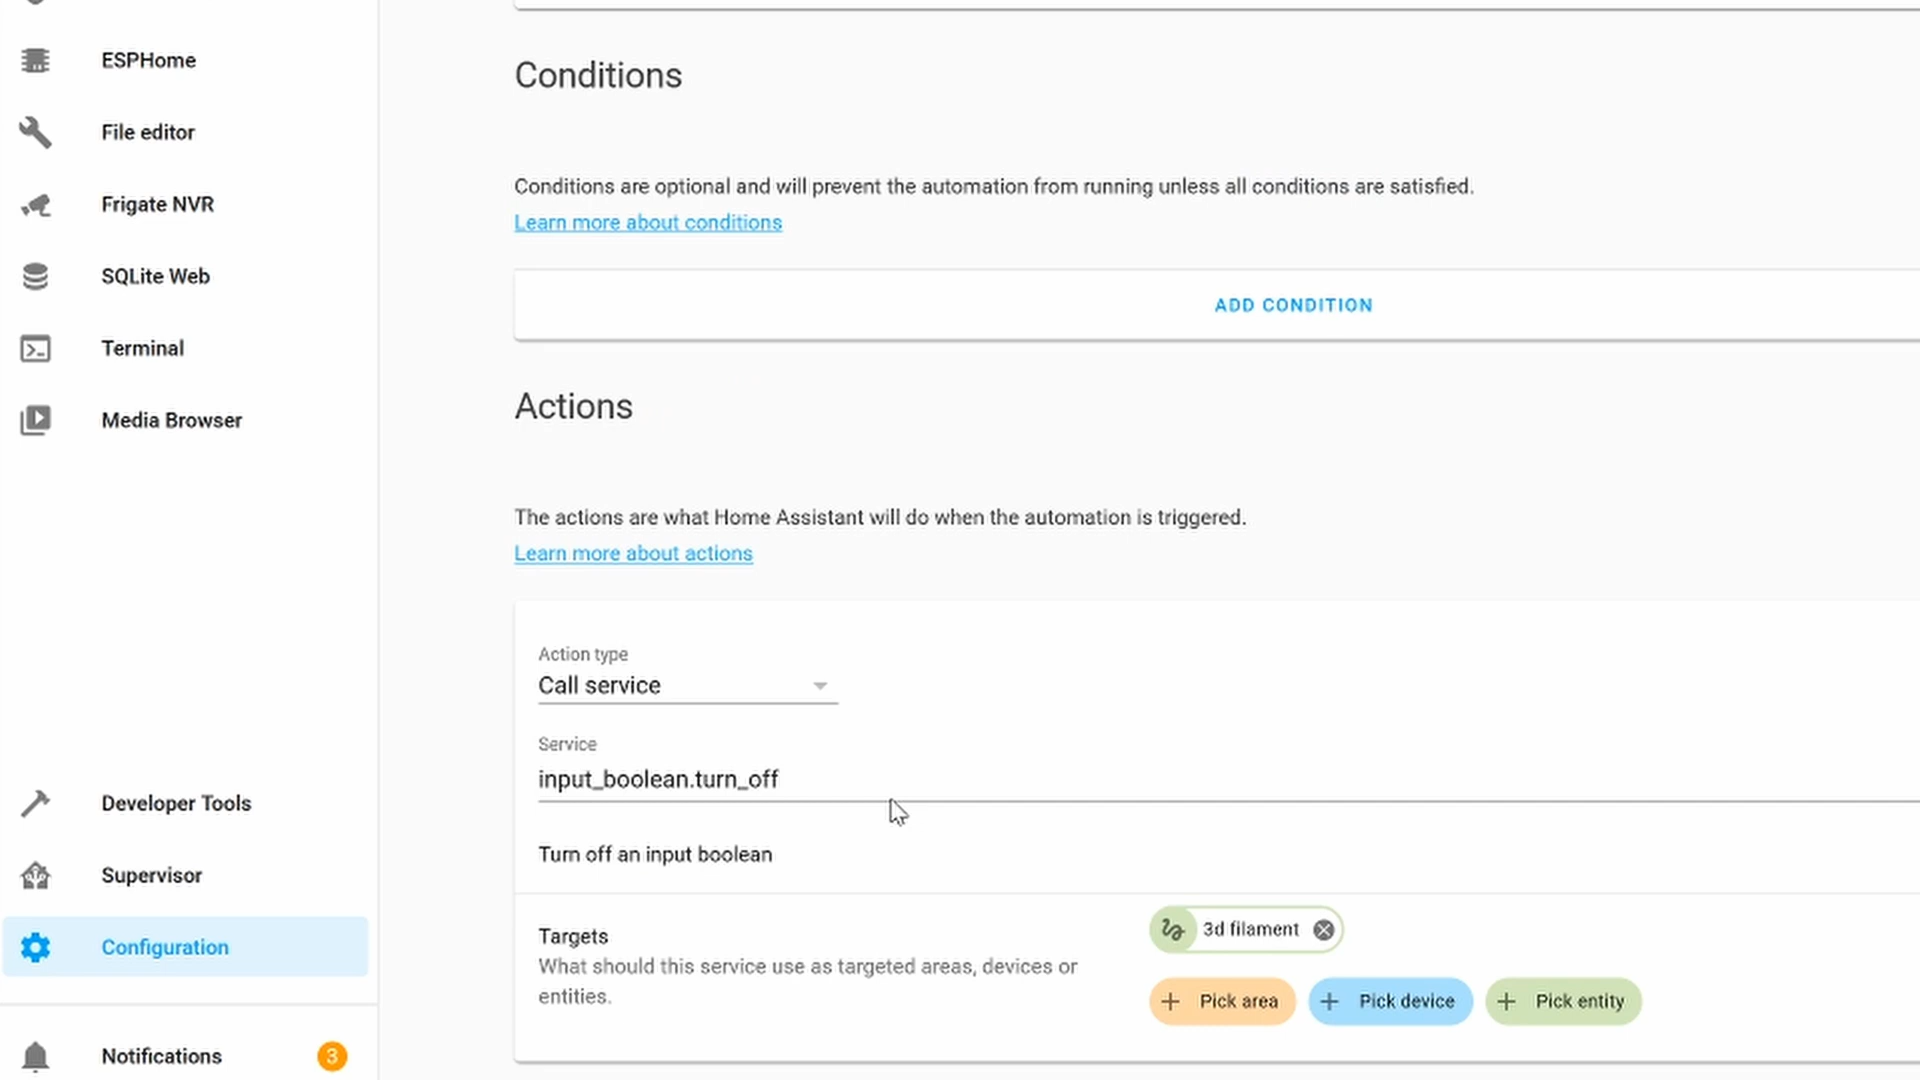 ESPHome
File editor
Frigate NVR
SQLite Web
Terminal
Media Browser
Developer Tools
Supervisor
Configuration
Notifications
3
Conditions
Conditions are optional and will prevent the automation from running unless all conditions are satisfied.
Learn more about conditions
ADD CONDITION
Actions
The actions are what Home Assistant will do when the automation is triggered.
Learn more about actions
Action type
Call service
Service
input_boolean.turn_off
Turn off an input boolean
Targets
What should this service use as targeted areas, devices or
entities.
3d filament
Pick area
Pick device
Pick entity